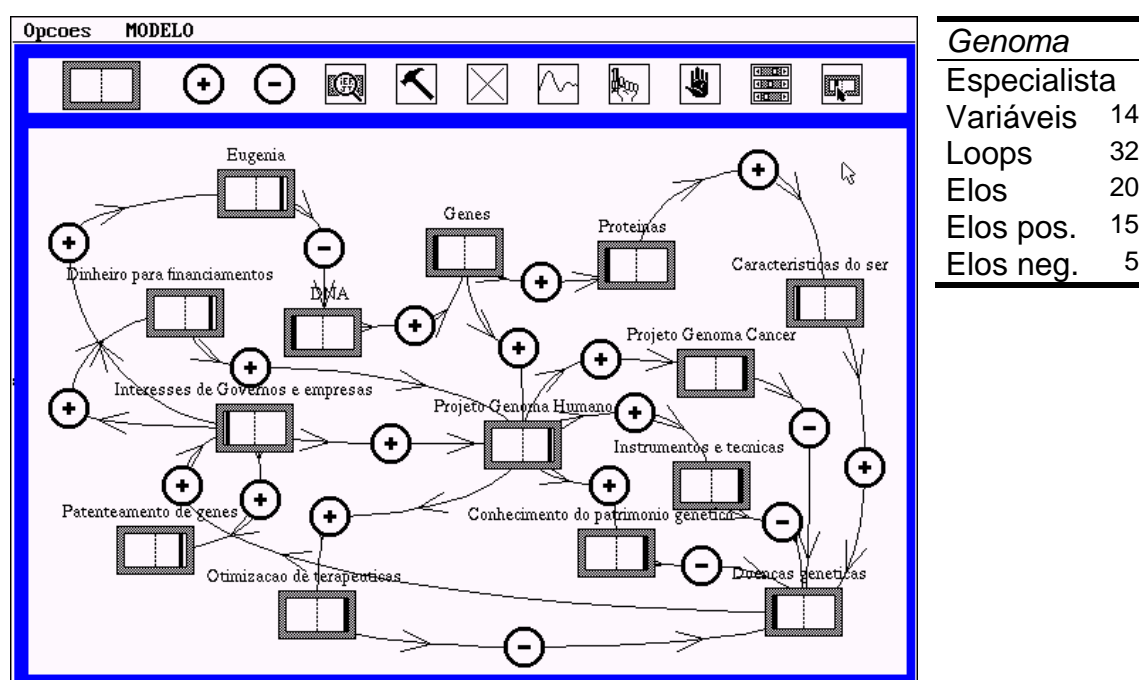 Opcoes MODELO
Eugenia
Genes
Proteinas
Dinheiro para financiamentos
Caracteristicas do ser
DNA
Projeto Genoma Cancer
Interesses de Governos e empresas
Projeto Genoma Humano
Instrumentos e tecnicas
Patenteamento de genes
Conhecimento do patrimonio genetico
Otimizacao de terapeuticas
Doencas geneticas
Genoma
Especialista
Variáveis 14
Loops 32
Elos 20
Elos pos. 15
Elos neg. 5